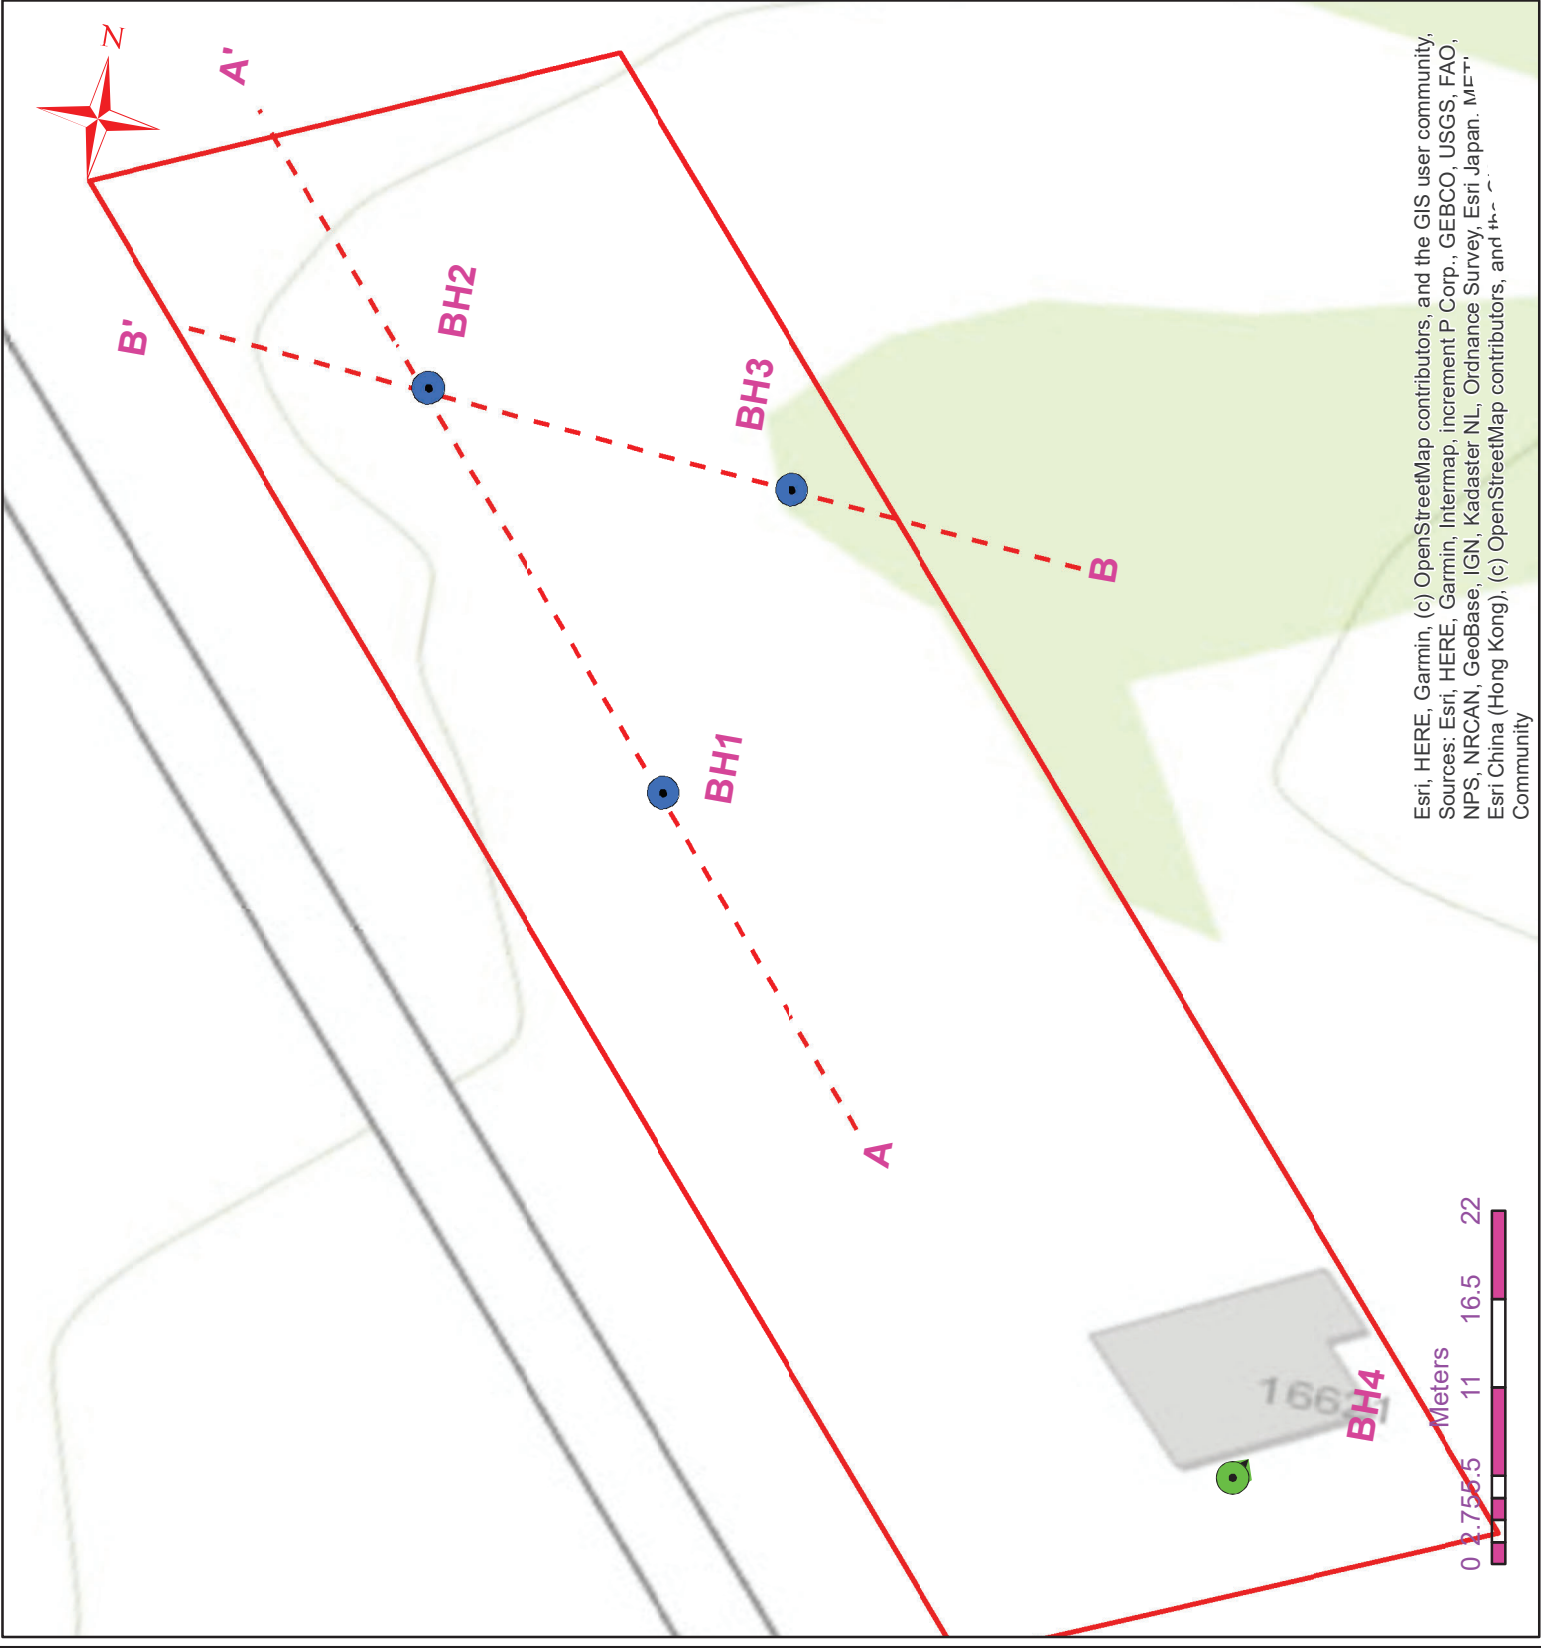 N
A'
B'
BH2
BH3
B
BH1
A
16621
BH4
Meters
0 2.75 5.5 11 16.5 22
Esri, HERE, Garmin, (c) OpenStreetMap contributors, and the GIS user community,
Sources: Esri, HERE, Garmin, Intermap, increment P Corp., GEBCO, USGS, FAO,
NPS, NRCAN, GeoBase, IGN, Kadaster NL, Ordnance Survey, Esri Japan.
Esri China (Hong Kong), (c) OpenStreetMap contributors, and the
Community